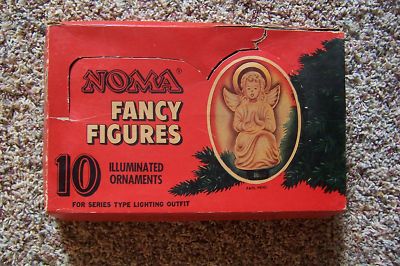 NOMA
FANCY
FIGURES
10 ILLUMINATED
ORNAMENTS
FOR SERIES TYPE LIGHTING OUTFIT